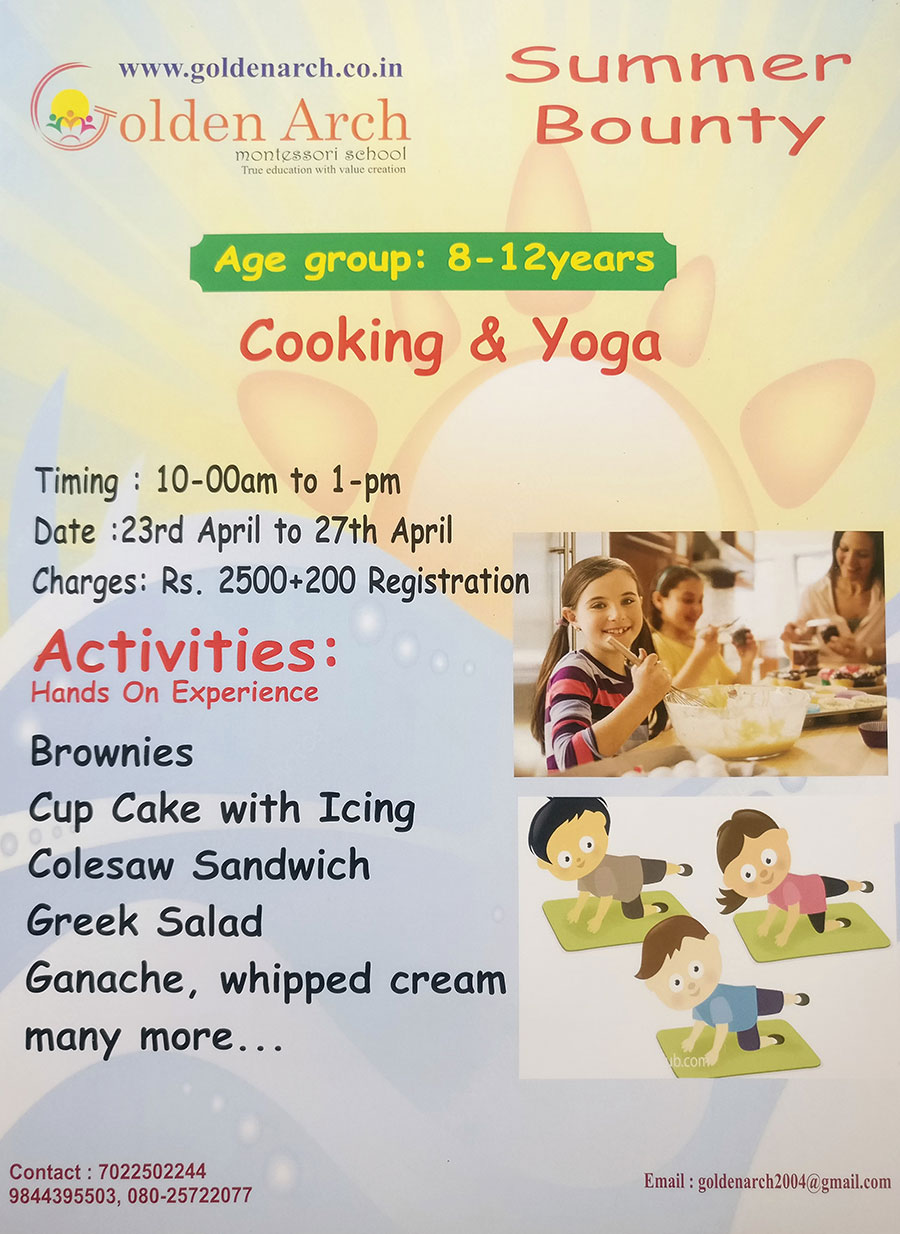 www.goldenarch.co.in
Golden Arch
montessori school
True education with value creation
Summer
Bounty
Age group: 8-12years
Cooking & Yoga
Timing : 10-00am to 1-pm
Date :23rd April to 27th April
Charges: Rs. 2500+200 Registration
Activities:
Hands On Experience
Brownies
Cup Cake with Icing
Colesaw Sandwich
Greek Salad
Ganache, whipped cream
many more...
ub.com
Contact : 7022502244
9844395503, 080-25722077
Email : goldenarch2004@gmail.com